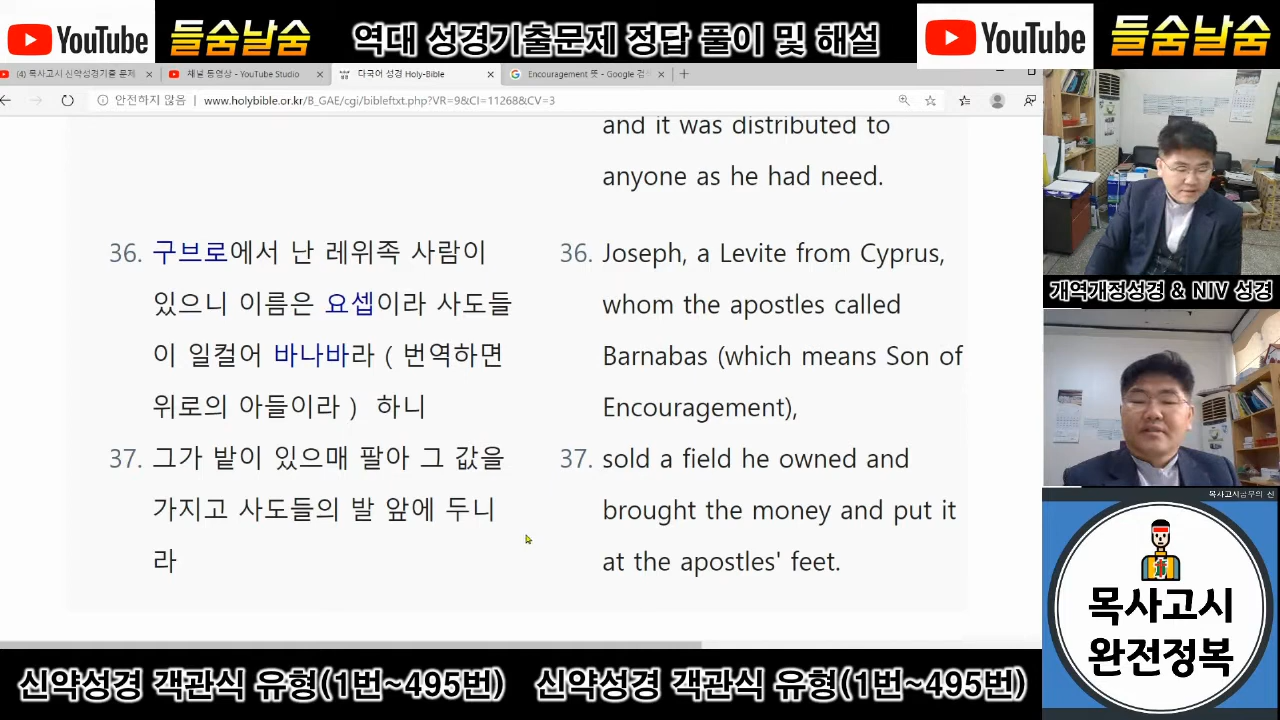 YouTube 들숨날숨 역대 성경기출문제 정답 풀이 및 해설 YouTube 들숨날숨
(4) 목사고시 신약성경기출 문제 채널 동영상 - YouTube Studio 다국어 성경 Holy-Bible Encouragement 뜻 - Google 검
안전하지 않음 www.holybible.or.kr/B_GAE/cgi/bibleftxt.php?VR=9&CI=11268&CV=3
and it was distributed to
anyone as he had need.
36. 구브로에서 난 레위족 사람이
있으니 이름은 요셉이라 사도들
이 일컬어 바나바라 ( 번역하면
위로의 아들이라 ) 하니
37. 그가 밭이 있으매 팔아 그 값을
가지고 사도들의 발 앞에 두니
라
36. Joseph, a Levite from Cyprus,
whom the apostles called
Barnabas (which means Son of
Encouragement),
37. sold a field he owned and
brought the money and put it
at the apostles' feet.
개역개정성경 & NIV 성경
목사고시공부의 신
목사고시
완전정복
신약성경 객관식 유형(1번~495번) 신약성경 객관식 유형(1번~495번)